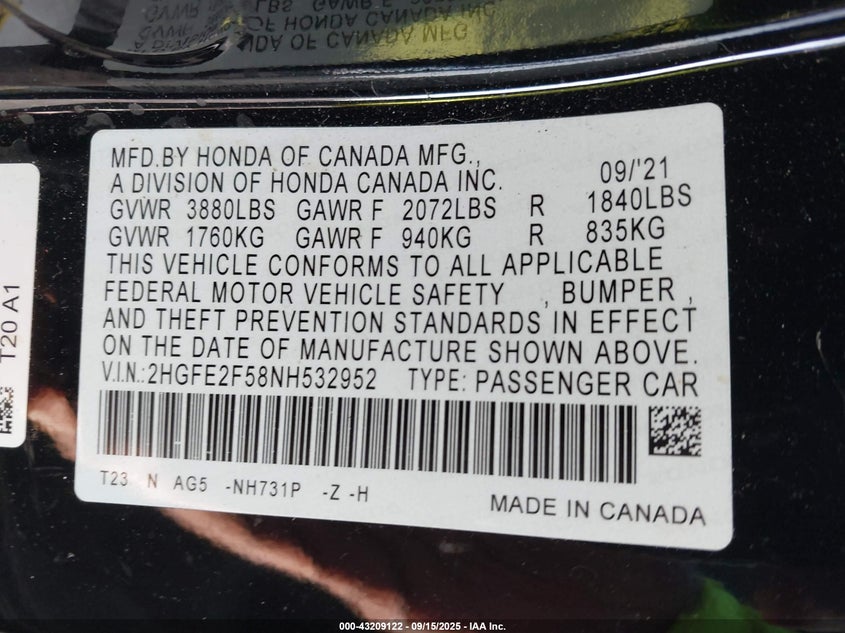 MFD.BY HONDA OF CANADA MFG.,
A DIVISION OF HONDA CANADA INC. 09/'21
GVWR 3880LBS GAWR F 2072LBS R 1840LBS
GVWR 1760KG GAWR F 940KG R 835KG
THIS VEHICLE CONFORMS TO ALL APPLICABLE
FEDERAL MOTOR VEHICLE SAFETY , BUMPER ,
AND THEFT PREVENTION STANDARDS IN EFFECT
ON THE DATE OF MANUFACTURE SHOWN ABOVE.
V.I.N.:2HGFE2F58NH532952 TYPE: PASSENGER CAR
T23 N AG5 -NH731P -Z -H
MADE IN CANADA
T20 A1
000-43209122 - 09/15/2025 - IAA Inc.